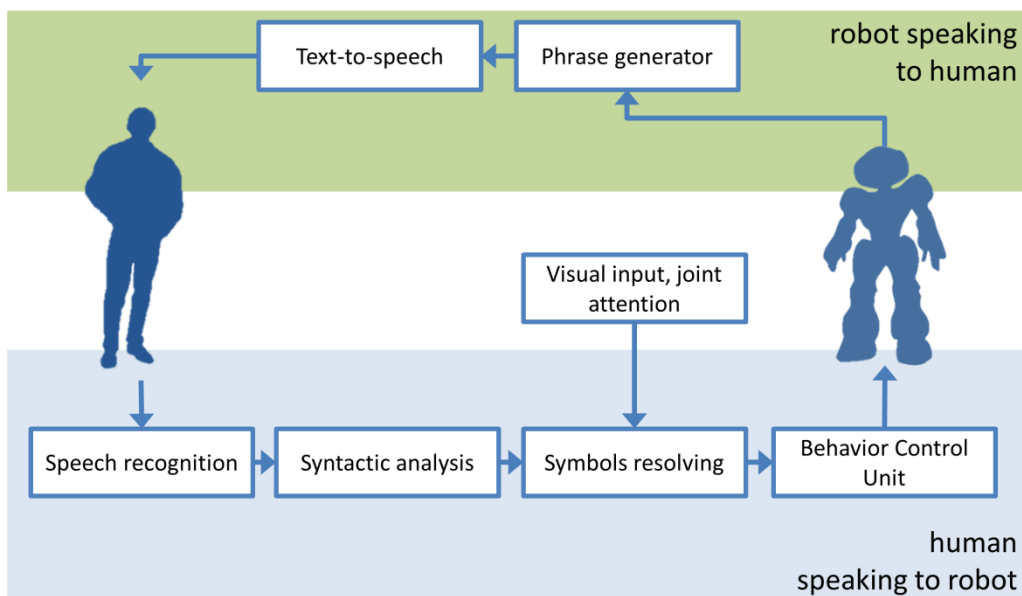 Text-to-speech
Phrase generator
robot speaking
to human
Visual input, joint
attention
Speech recognition
Syntactic analysis
Symbols resolving
Behavior Control
Unit
human
speaking to robot